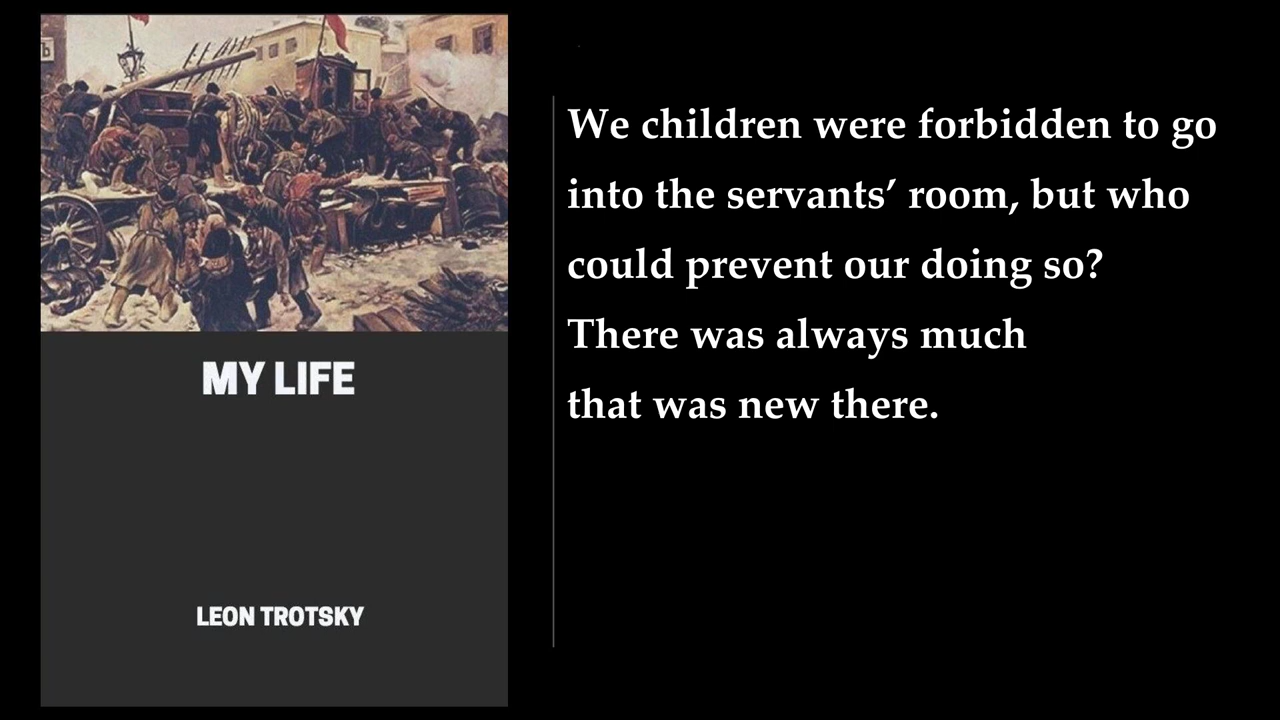 MY LIFE
LEON TROTSKY
We children were forbidden to go
into the servants’ room, but who
could prevent our doing so?
There was always much
that was new there.